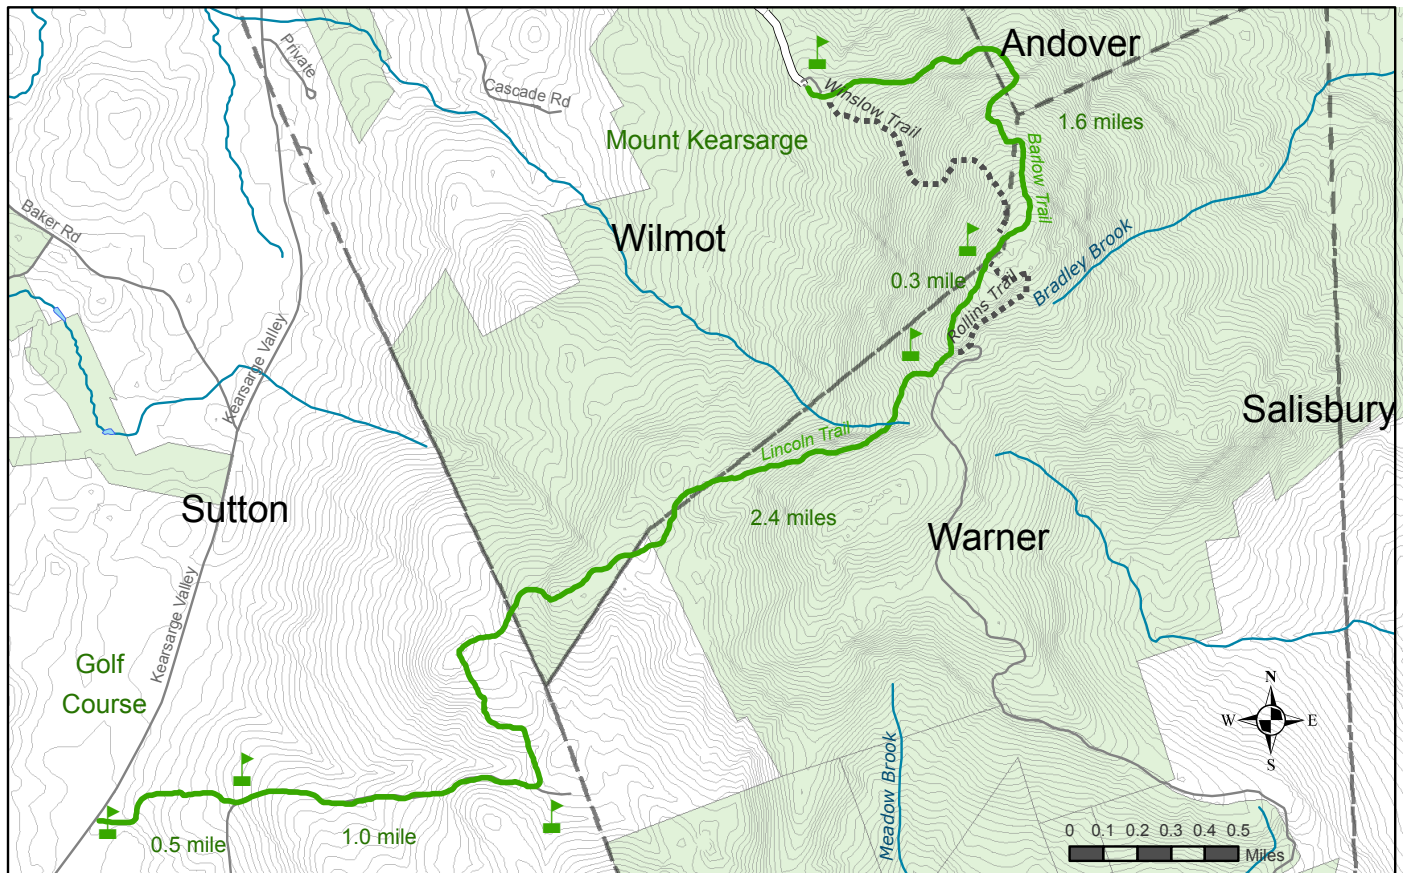 Andover
Private
Cascade Rd
Winslow Trail
1.6 miles
Mount Kearsarge
Barlow Trail
Baker Rd
Wilmot
Bradley Brook
0.3 mile
Rollins Trail
Kearsarge Valley
Salisbury
Lincoln Trail
Sutton
2.4 miles
Warner
Kearsarge Valley
Golf
Course
N
W
E
S
Meadow Brook
0.5 mile
1.0 mile
0 0.1 0.2 0.3 0.4 0.5
Miles